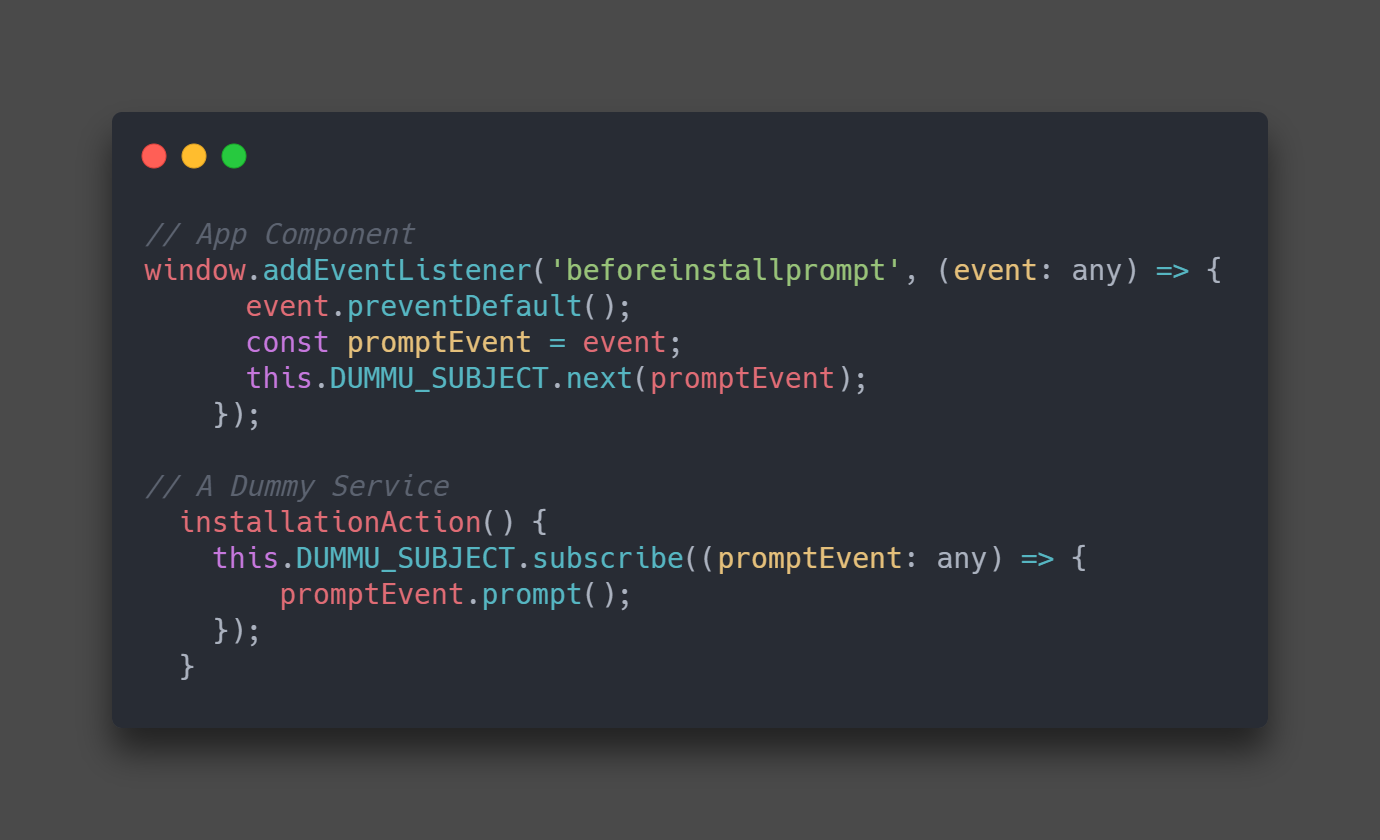 // App Component
window.addEventListener('beforeinstallprompt', (event: any) => {
      event.preventDefault();
      const promptEvent = event;
      this.DUMMU_SUBJECT.next(promptEvent);
    });

// A Dummy Service
  installationAction() {
    this.DUMMU_SUBJECT.subscribe((promptEvent: any) => {
        promptEvent.prompt();
    });
  }